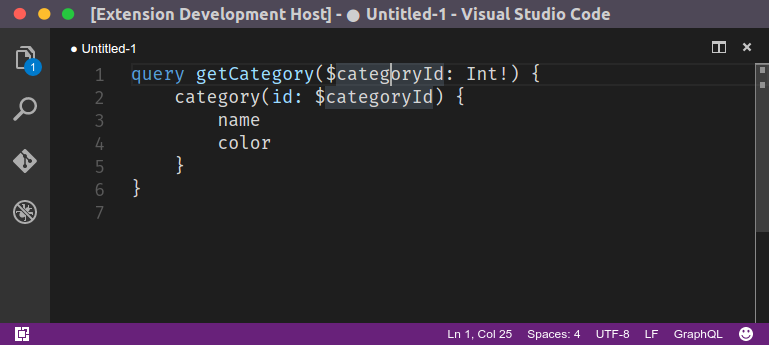 [Extension Development Host] - ● Untitled-1 - Visual Studio Code
● Untitled-1
1
1 query getCategory($categoryId: Int!) {
2     category(id: $categoryId) {
3         name
4         color
5     }
6 }
7
Ln 1, Col 25 Spaces: 4 UTF-8 LF GraphQL